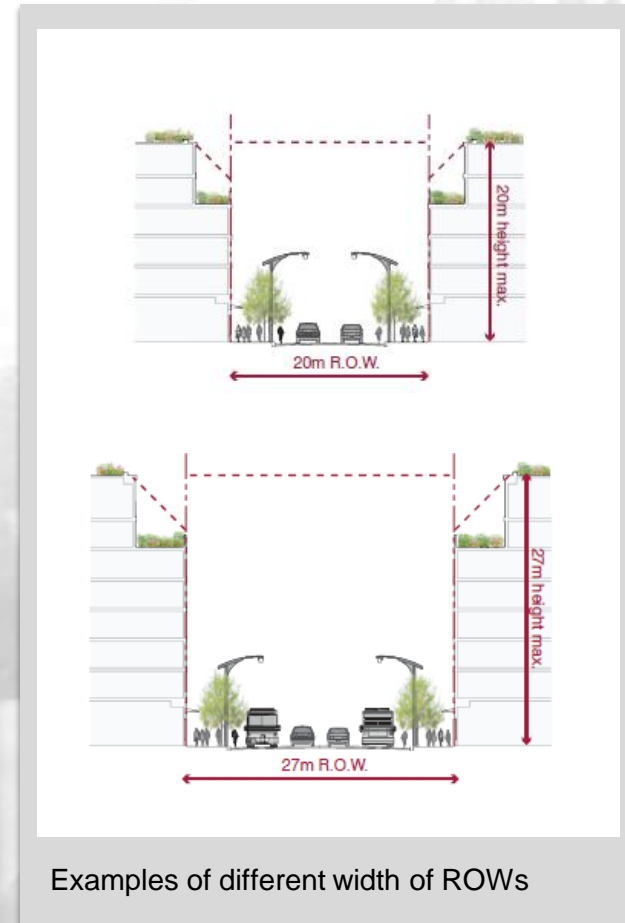 20m height max.
20m R.O.W.
27m height max.
27m R.O.W.
Examples of different width of ROWs